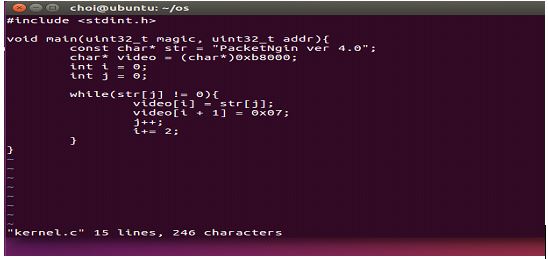 choi@ubuntu: ~/os
#include <stdint.h>
void main(uint32_t magic, uint32_t addr){
const char* str = "PacketNgin ver 4.0";
char* video = (char*)0xb8000;
int i = 0;
int j = 0;
while(str[j] != 0){
video[i] = str[j];
video[i + 1] = 0x07;
j++;
i+= 2;
}
}
~
~
~
~
~
~
"kernel.c" 15 lines, 246 characters